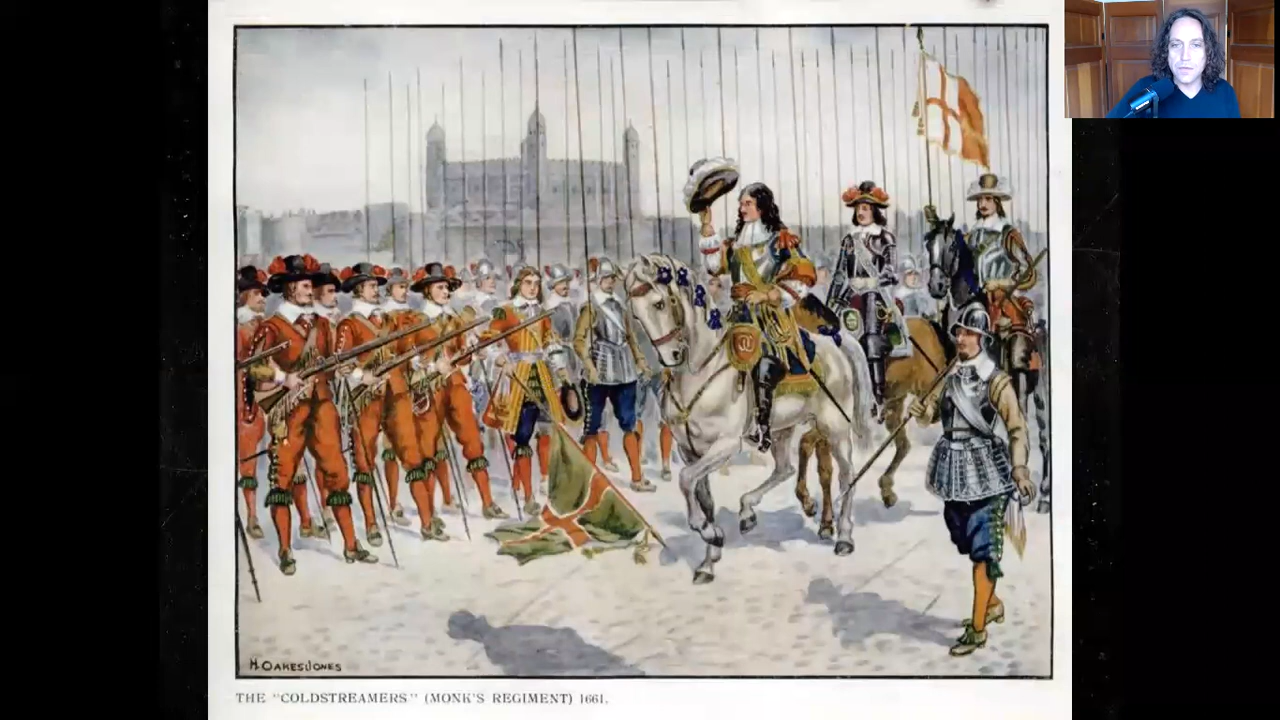 H. OAKES JONES
THE "COLDSTREAMERS" (MONK'S REGIMENT) 1661.